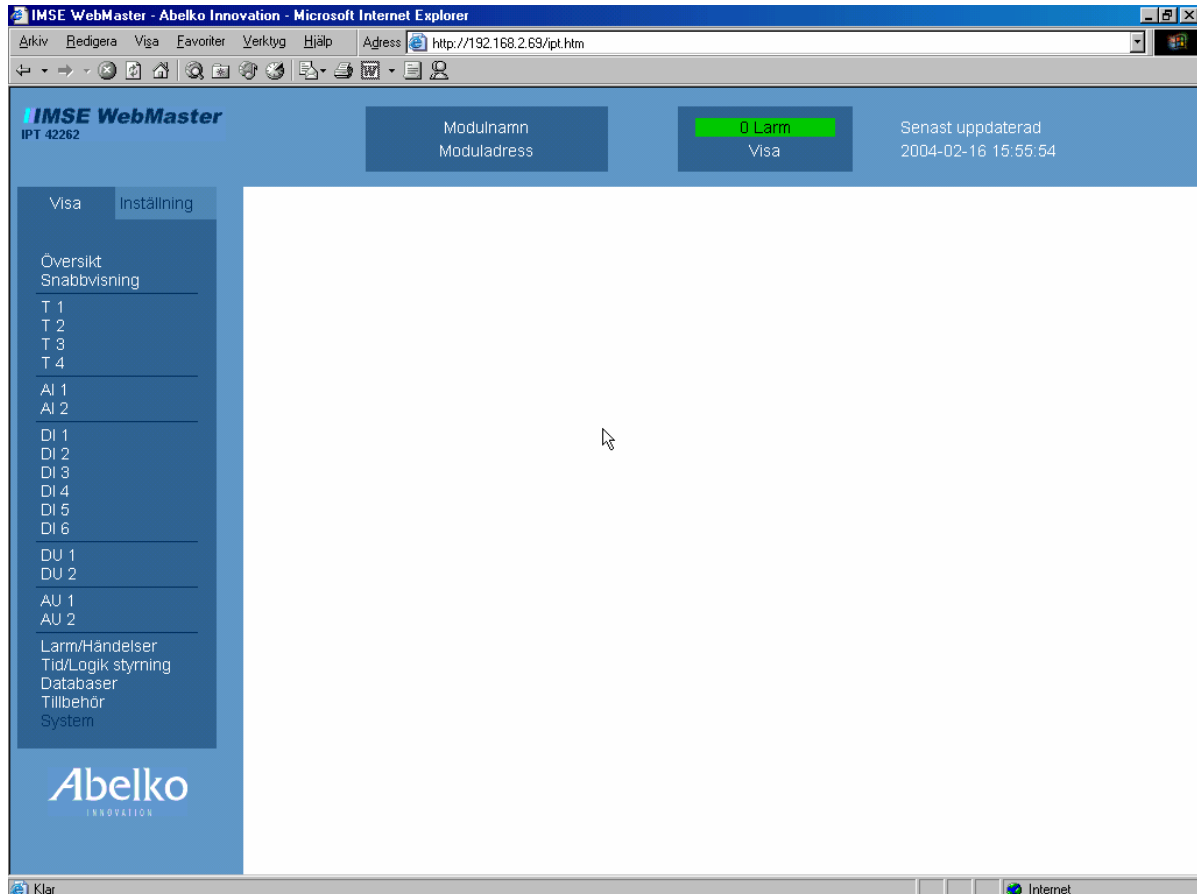 IMSE WebMaster - Abelko Innovation - Microsoft Internet Explorer
Arkiv Redigera Visa Favoriter Verktyg Hjälp Adress http://192.168.2.69/ipt.htm
IMSE WebMaster
IPT 42262
Modulnamn
Moduladress
0 Larm
Visa
Senast uppdaterad
2004-02-16 15:55:54
Visa Inställning
Översikt
Snabbvisning
T 1
T 2
T 3
T 4
AI 1
AI 2
DI 1
DI 2
DI 3
DI 4
DI 5
DI 6
DU 1
DU 2
AU 1
AU 2
Larm/Händelser
Tid/Logik styrning
Databaser
Tillbehör
System
Abelko
INNOVATION
Klar Internet